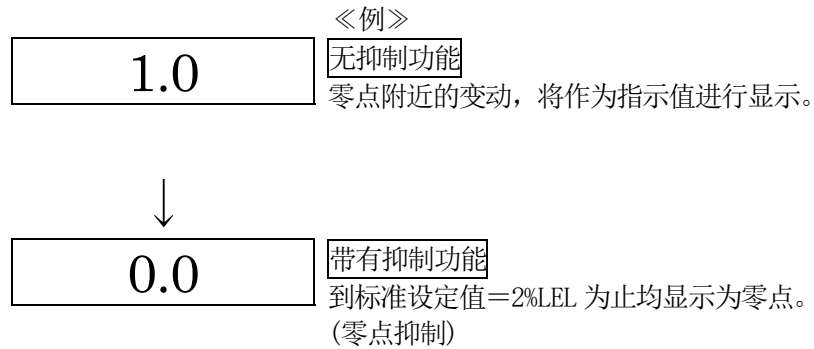 ≪例≫
1.0
无抑制功能
零点附近的变动，将作为指示值进行显示。
↓
0.0
带有抑制功能
到标准设定值＝2%LEL 为止均显示为零点。
(零点抑制)